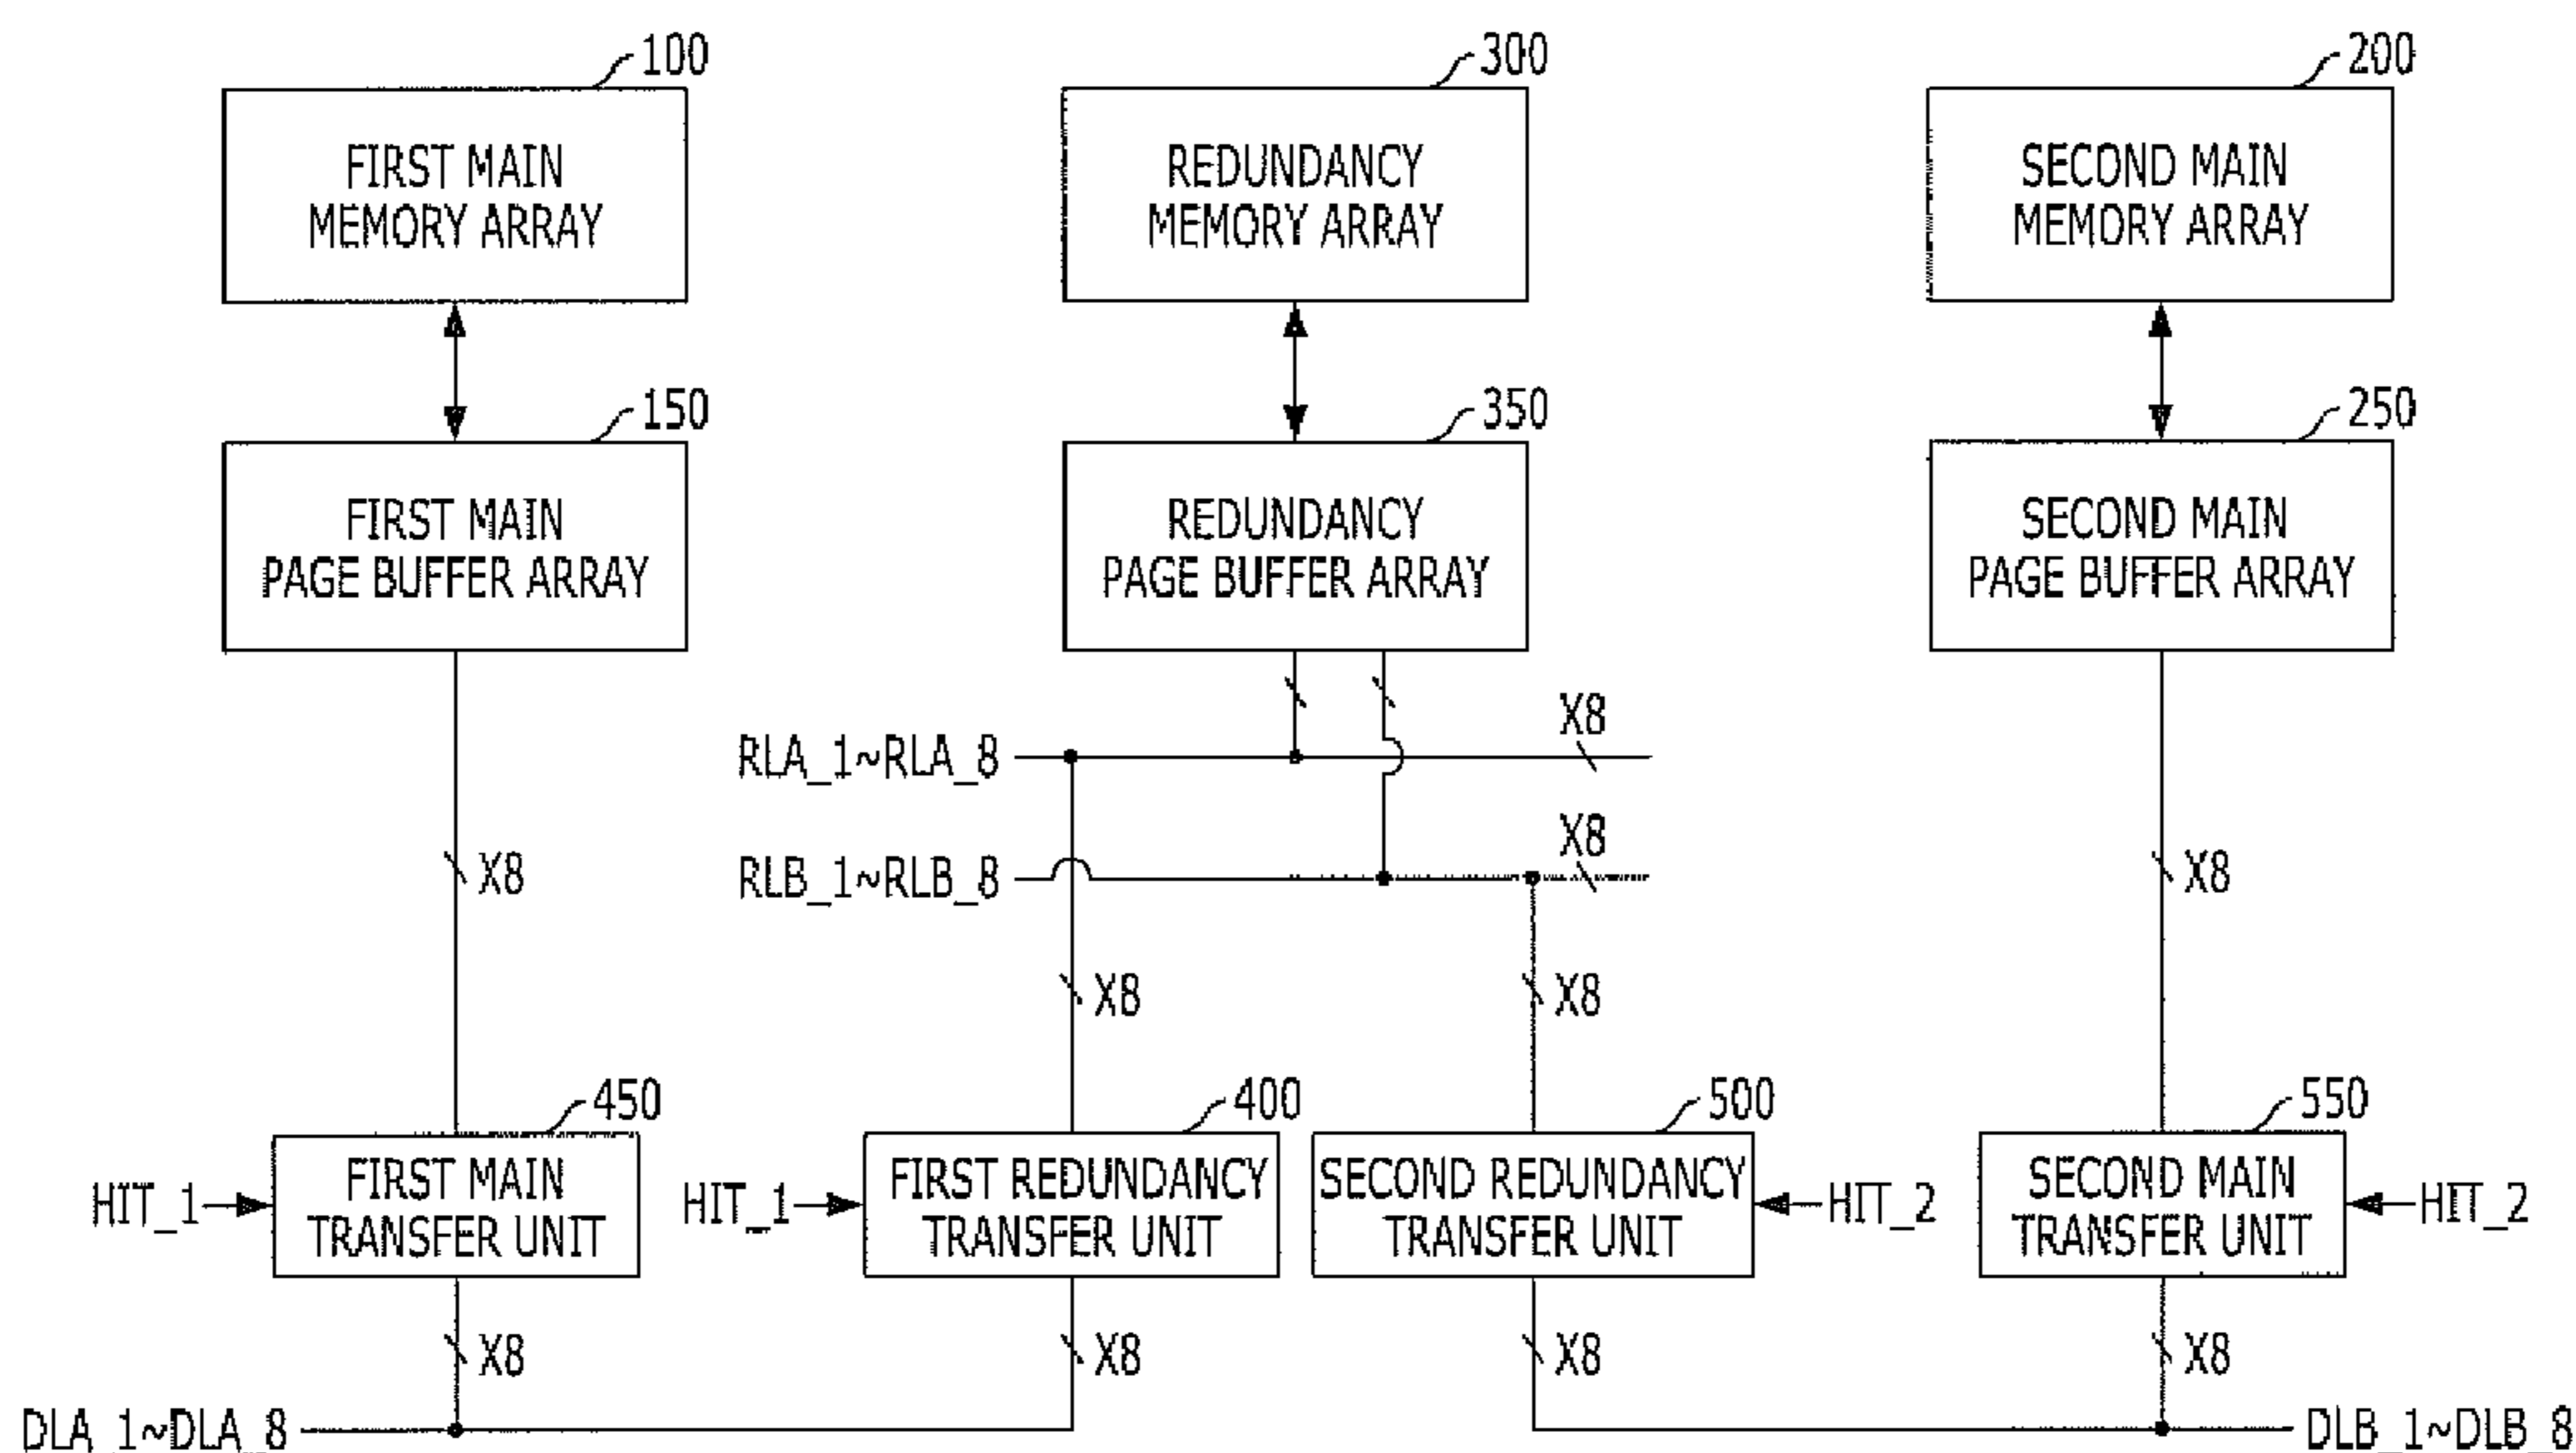 100
300
200
FIRST MAIN
MEMORY ARRAY
REDUNDANCY
MEMORY ARRAY
SECOND MAIN
MEMORY ARRAY
150
350
250
FIRST MAIN
PAGE BUFFER ARRAY
REDUNDANCY
PAGE BUFFER ARRAY
SECOND MAIN
PAGE BUFFER ARRAY
X8
RLA_1~RLA_8
X8
RLB_1~RLB_8
X8
X8
X8
X8
450
400
500
550
HIT_1
FIRST MAIN
TRANSFER UNIT
HIT_1
FIRST REDUNDANCY
TRANSFER UNIT
SECOND REDUNDANCY
TRANSFER UNIT
HIT_2
SECOND MAIN
TRANSFER UNIT
HIT_2
X8
X8
X8
X8
DLA_1~DLA_8
DLB_1~DLB_8